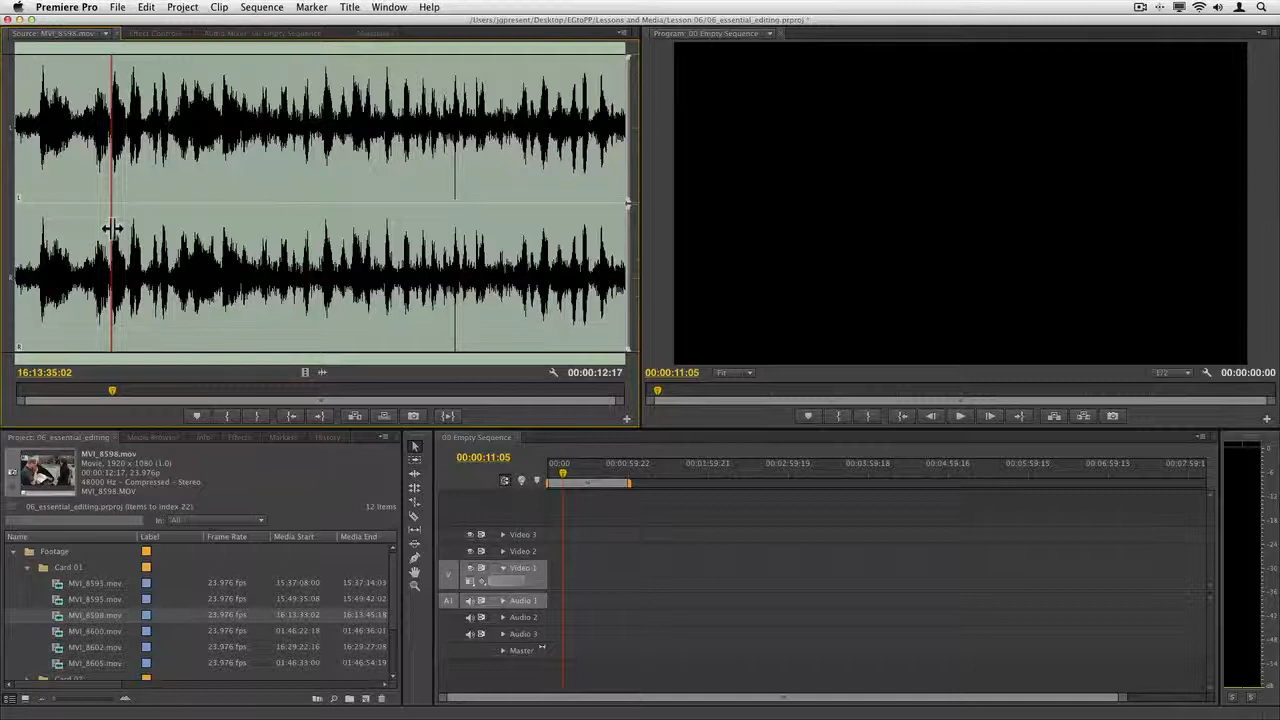 Premiere Pro File Edit Project Clip Sequence Marker Title Window Help
/Users/jgpresent/Desktop/EGtoPP/Lessons and Media/Lesson 06/06_essential_editing.prproj *
Source: MVI_8598.mov Effect Controls Audio Mixer: 00 Empty Sequence Metadata
Program: 00 Empty Sequence
L
L
R
R
16:13:35:02 00:00:12:17
00:00:11:05 Fit 1/2 00:00:00:00
Project: 06_essential_editing Media Browser Info Effects Markers History
00 Empty Sequence
MVI_8598.mov
Movie, 1920 x 1080 (1.0)
00:00:12:17, 23.976p
48000 Hz - Compressed - Stereo
MVI_8598.MOV
06_essential_editing.prproj (Items to Index 22) 12 Items
In: All
Name Label Frame Rate Media Start Media End
Footage
Card 01
MVI_8593.mov 23.976 fps 15:37:08:00 15:37:14:03
MVI_8595.mov 23.976 fps 15:49:35:08 15:49:42:02
MVI_8598.mov 23.976 fps 16:13:33:02 16:13:45:18
MVI_8600.mov 23.976 fps 01:46:22:18 01:46:36:01
MVI_8602.mov 23.976 fps 16:29:22:16 16:29:27:08
MVI_8605.mov 23.976 fps 01:46:33:00 01:46:54:19
00:00:11:05
00:00 00:00:59:22 00:01:59:21 00:02:59:19 00:03:59:18 00:04:59:16 00:05:59:15 00:06:59:13 00:07:59:1
Video 3
Video 2
V Video 1
A1 Audio 1
Audio 2
Audio 3
Master
S S